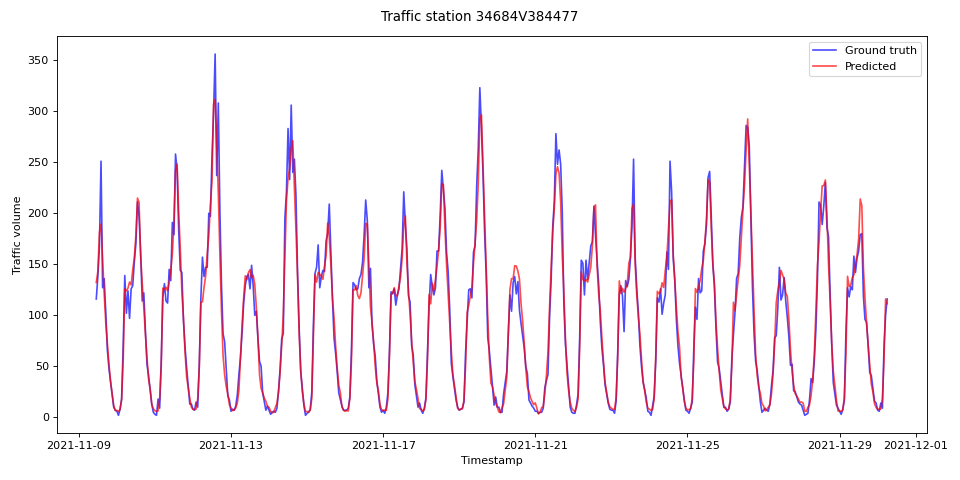 Traffic station 34684V384477
Ground truth
Predicted
Traffic volume
350
300
250
200
150
100
50
0
2021-11-09 2021-11-13 2021-11-17 2021-11-21 2021-11-25 2021-11-29 2021-12-01
Timestamp